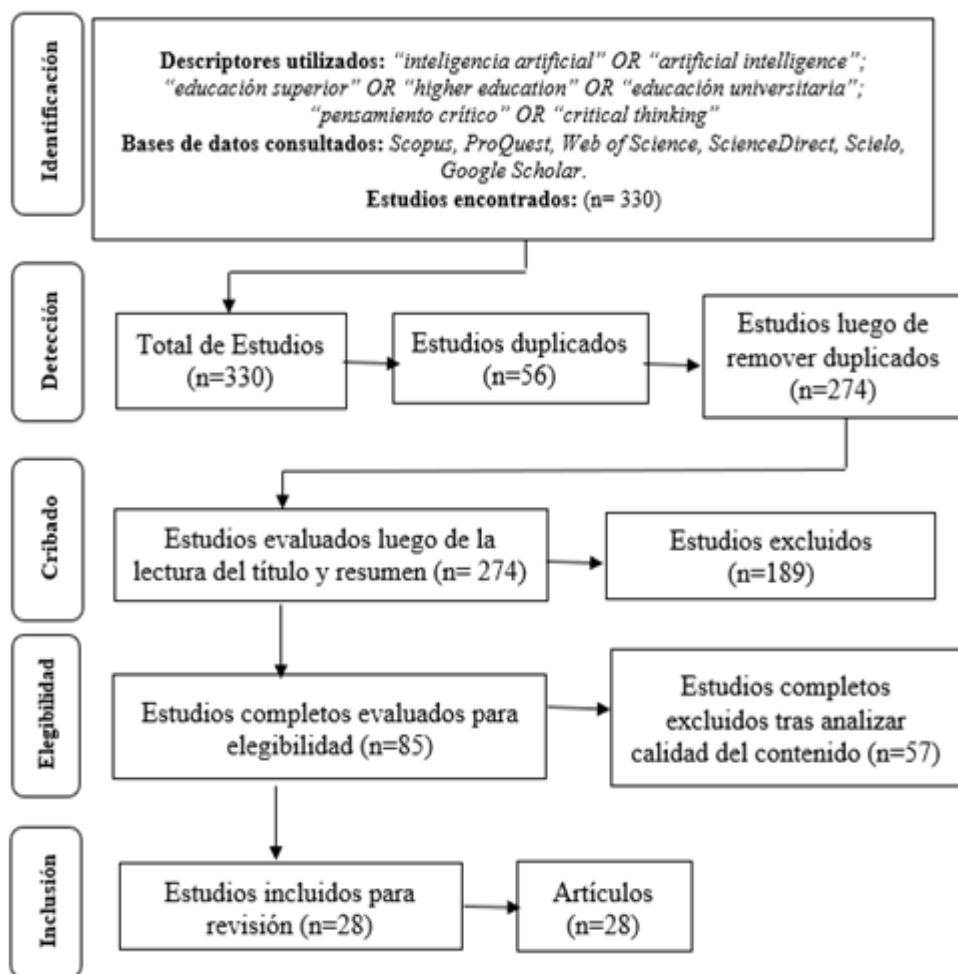 Identificación
Descriptores utilizados: “inteligencia artificial” OR “artificial intelligence”;
“educación superior” OR “higher education” OR “educación universitaria”;
“pensamiento crítico” OR “critical thinking”
Bases de datos consultados: Scopus, ProQuest, Web of Science, ScienceDirect, Scielo,
Google Scholar.
Estudios encontrados: (n= 330)
Detección
Total de Estudios
(n=330)
Estudios duplicados
(n=56)
Estudios luego de
remover duplicados
(n=274)
Cribado
Estudios evaluados luego de la
lectura del título y resumen (n= 274)
Estudios excluidos
(n=189)
Elegibilidad
Estudios completos evaluados para
elegibilidad (n=85)
Estudios completos
excluidos tras analizar
calidad del contenido (n=57)
Inclusión
Estudios incluidos para
revisión (n=28)
Artículos
(n=28)